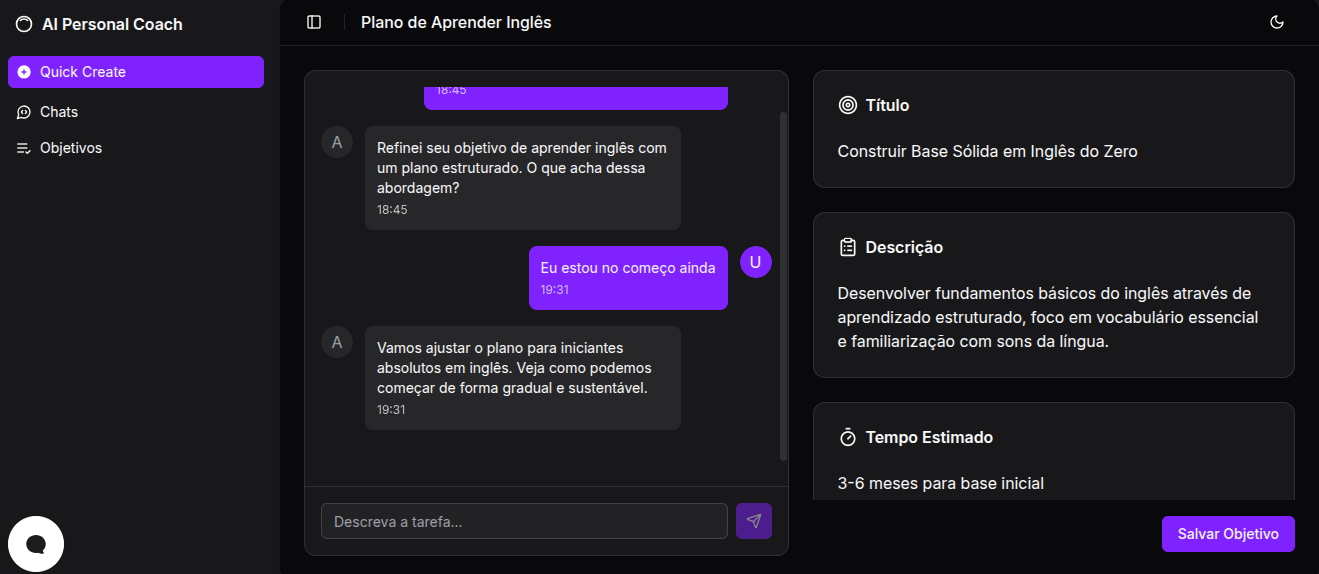 AI Personal Coach
Quick Create
Chats
Objetivos
Plano de Aprender Inglês
18:45
A
Refinei seu objetivo de aprender inglês com
um plano estruturado. O que acha dessa
abordagem?
18:45
Eu estou no começo ainda
19:31
U
A
Vamos ajustar o plano para iniciantes
absolutos em inglês. Veja como podemos
começar de forma gradual e sustentável.
19:31
Descreva a tarefa...
Título
Construir Base Sólida em Inglês do Zero
Descrição
Desenvolver fundamentos básicos do inglês através de
aprendizado estruturado, foco em vocabulário essencial
e familiarização com sons da língua.
Tempo Estimado
3-6 meses para base inicial
Salvar Objetivo